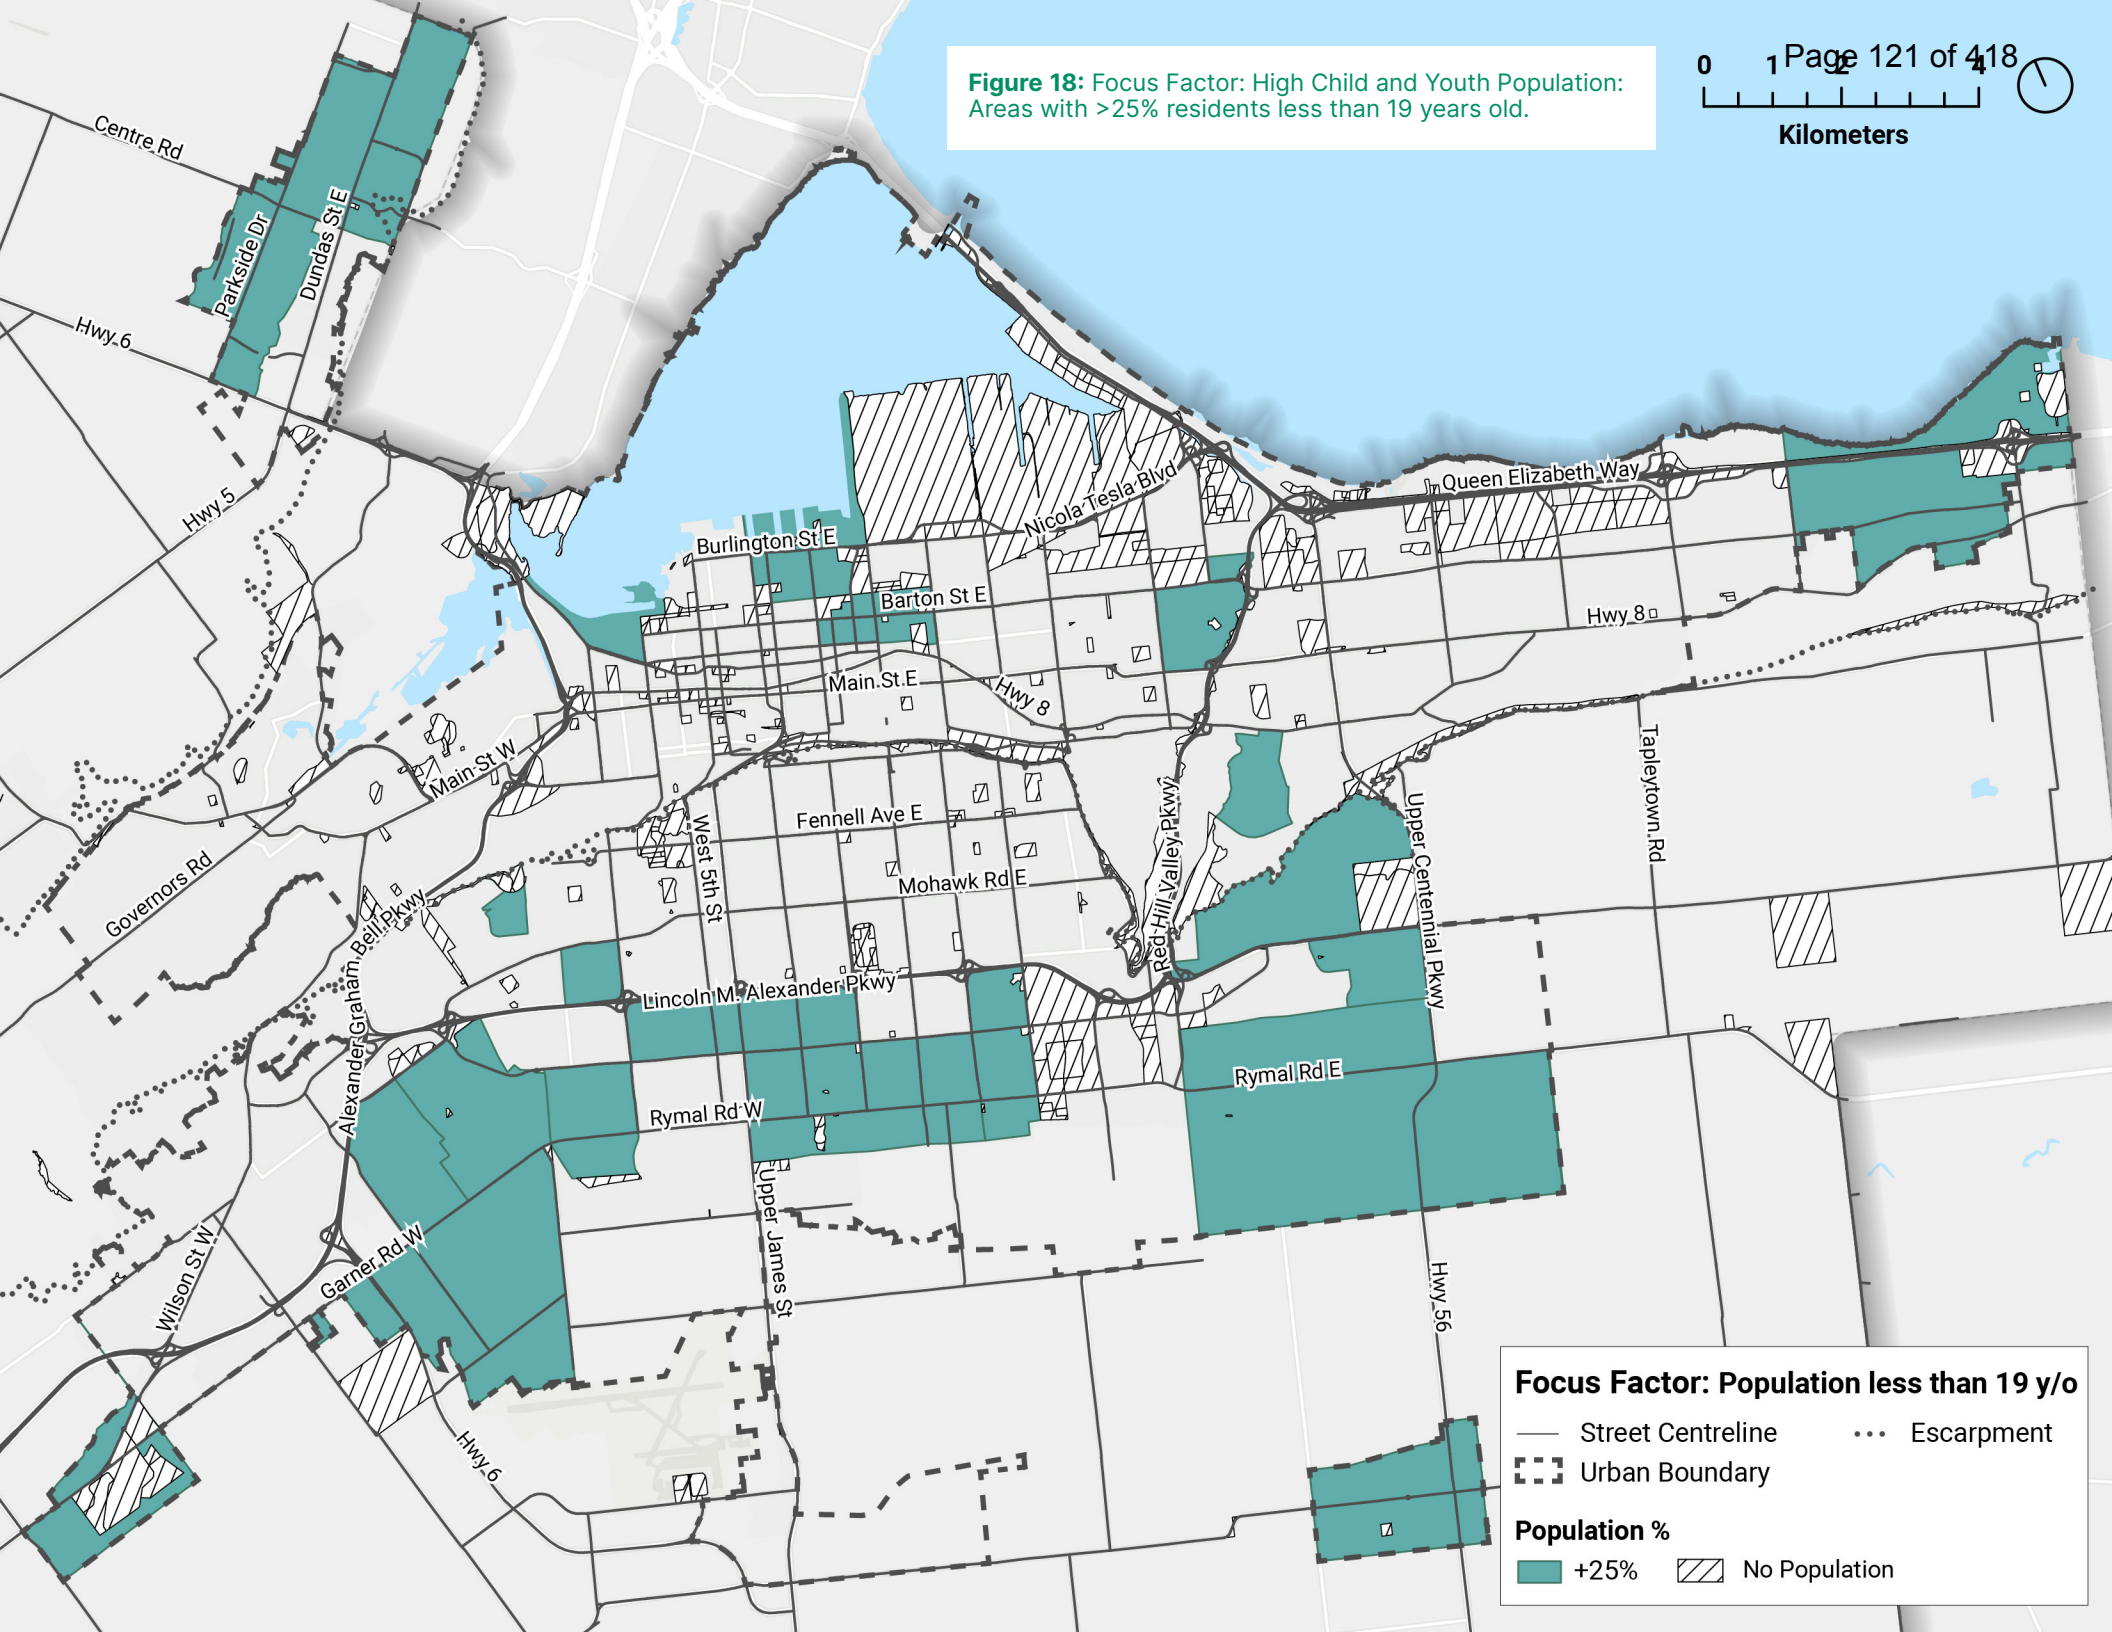 Page 121 of 418
Figure 18: Focus Factor: High Child and Youth Population:
Areas with >25% residents less than 19 years old.
0 1 2 4
Kilometers
Centre Rd
Parkside Dr
Dundas St E
Hwy 6
Hwy 5
Queen Elizabeth Way
Nicola Tesla Blvd
Burlington St E
Barton St E
Hwy 8
Main St E
Hwy 8
Main St W
Tapleytown Rd
Fennell Ave E
West 5th St
Red Hill Valley Pkwy
Upper Centennial Pkwy
Governors Rd
Mohawk Rd E
Alexander Graham Bell Pkwy
Lincoln M. Alexander Pkwy
Rymal Rd E
Rymal Rd W
Upper James St
Garner Rd W
Wilson St W
Hwy 56
Hwy 6
Focus Factor: Population less than 19 y/o
Street Centreline
Escarpment
Urban Boundary
Population %
+25%
No Population